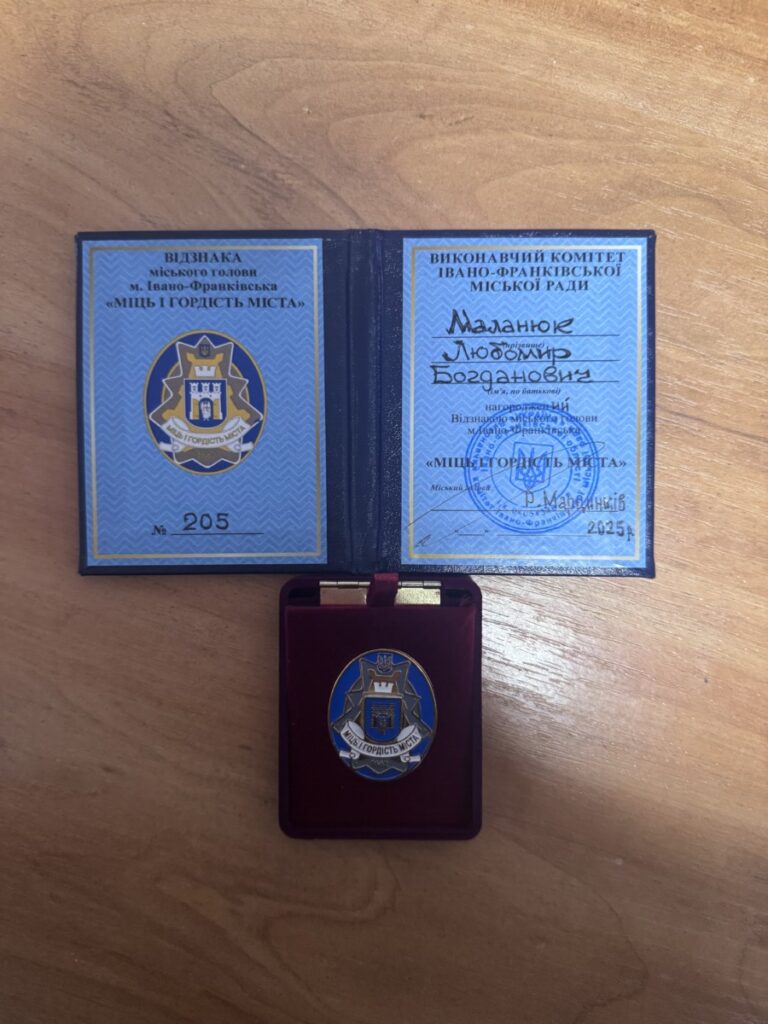 ВІДЗНАКА
міського голови
м. Івано-Франківська
«МІЦЬ І ГОРДІСТЬ МІСТА»
МІЦЬ І ГОРДІСТЬ МІСТА
№ 205
ВИКОНАВЧИЙ КОМІТЕТ
ІВАНО-ФРАНКІВСЬКОЇ
МІСЬКОЇ РАДИ
Маланюк
(прізвище)
Любомир
Богданович
(ім'я, по батькові)
нагороджений
Відзнакою міського голови
м. Івано-Франківська
«МІЦЬ І ГОРДІСТЬ МІСТА»
Міський голова
Р. Марцинків
2025р
МІЦЬ І ГОРДІСТЬ МІСТА